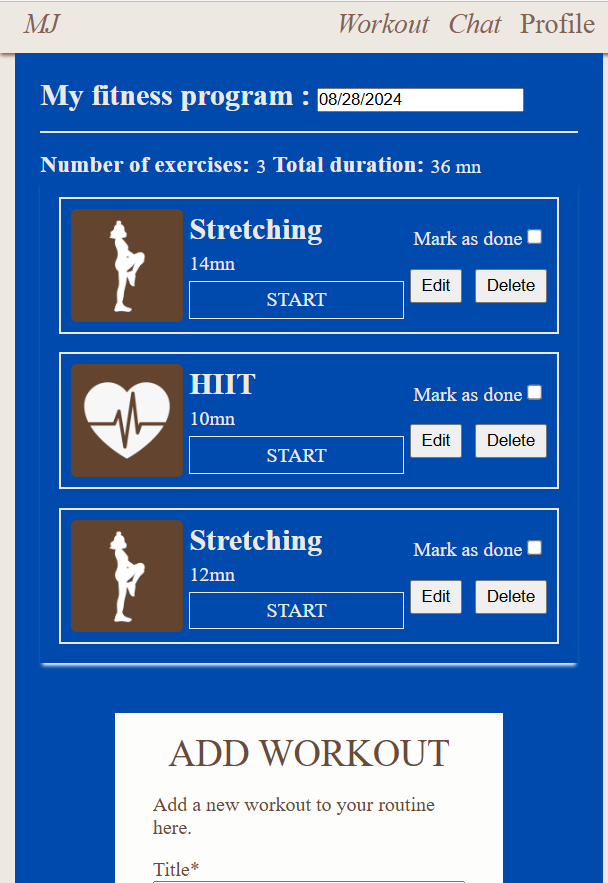 MJ Workout Chat Profile
My fitness program : 08/28/2024
Number of exercises: 3 Total duration: 36 mn
Stretching
Mark as done
14mn
Edit Delete
START
HIIT
Mark as done
10mn
Edit Delete
START
Stretching
Mark as done
12mn
Edit Delete
START
ADD WORKOUT
Add a new workout to your routine
here.
Title*